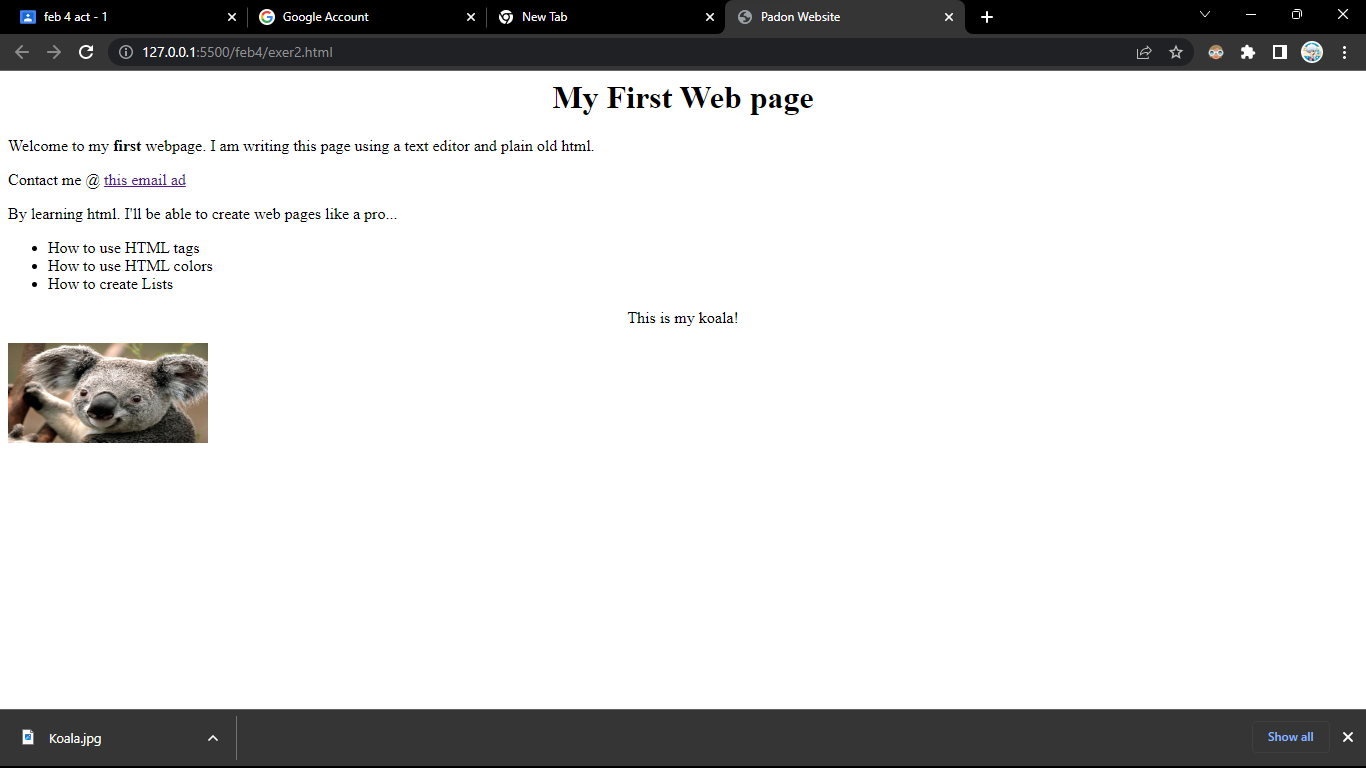 feb 4 act - 1
Google Account
New Tab
Padon Website
127.0.0.1:5500/feb4/exer2.html
My First Web page
Welcome to my first webpage. I am writing this page using a text editor and plain old html.
Contact me @ this email ad
By learning html. I'll be able to create web pages like a pro...
How to use HTML tags
How to use HTML colors
How to create Lists
This is my koala!
Koala.jpg
Show all